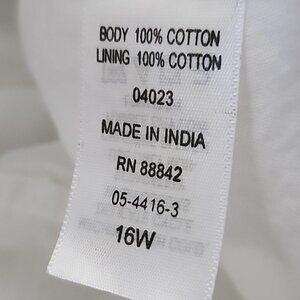 BODY 100% COTTON
LINING 100% COTTON
04023
MADE IN INDIA
RN 88842
05-4416-3
16W